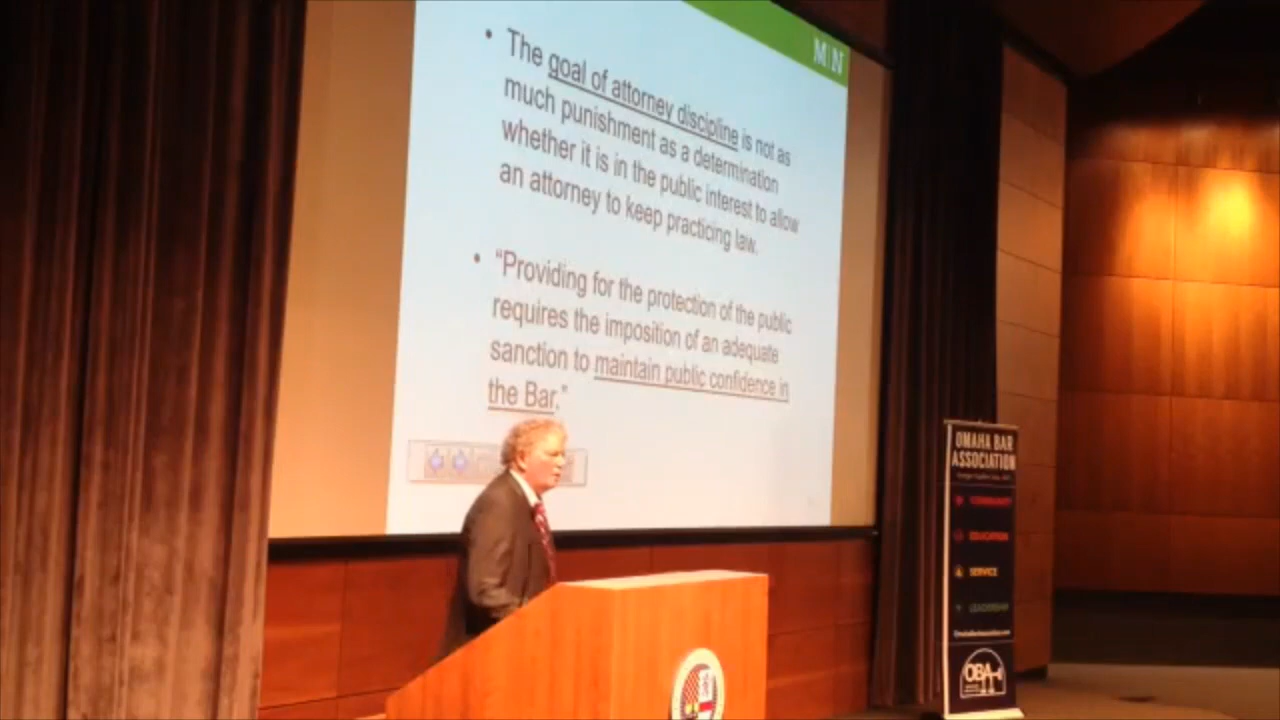 M|N
• The goal of attorney discipline is not as
much punishment as a determination
whether it is in the public interest to allow
an attorney to keep practicing law.
• “Providing for the protection of the public
requires the imposition of an adequate
sanction to maintain public confidence in
the Bar.”
OMAHA BAR
ASSOCIATION
COMMUNITY
EDUCATION
SERVICE
LEADERSHIP
OBA